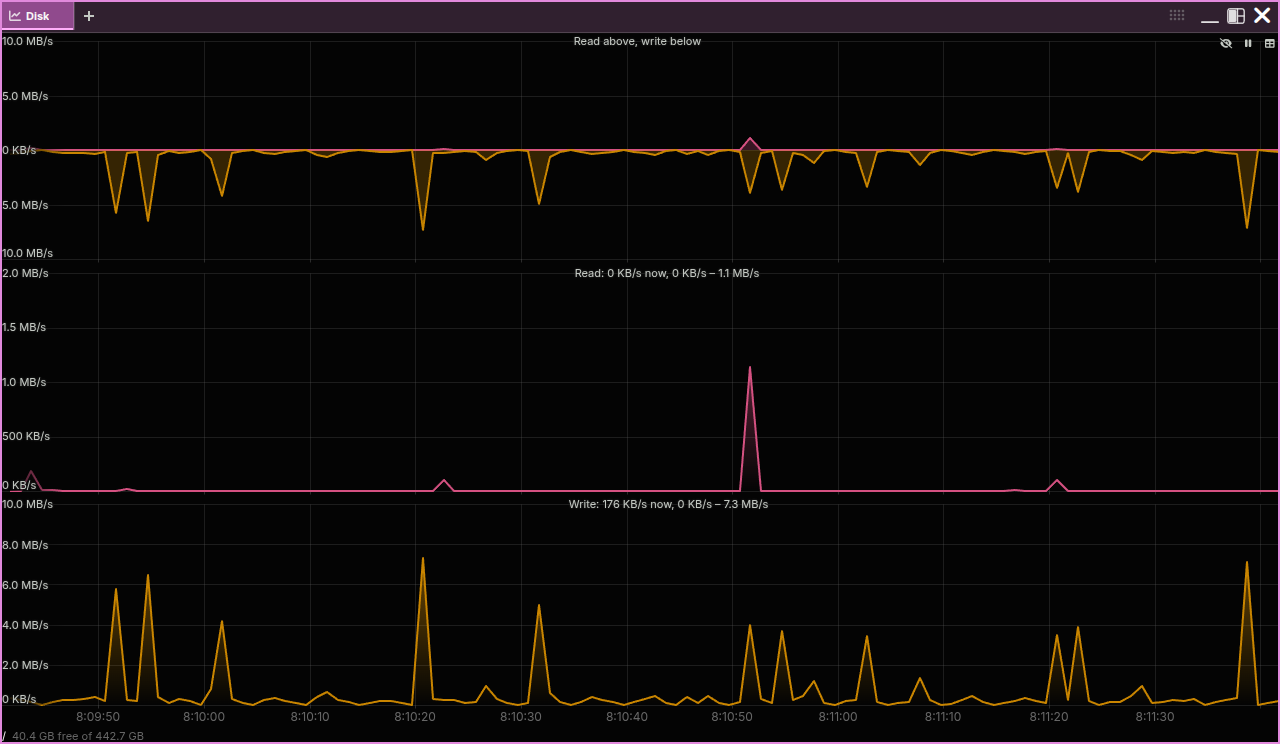 Disk
Read above, write below
10.0 MB/s
5.0 MB/s
0 KB/s
5.0 MB/s
10.0 MB/s
Read: 0 KB/s now, 0 KB/s – 1.1 MB/s
2.0 MB/s
1.5 MB/s
1.0 MB/s
500 KB/s
0 KB/s
Write: 176 KB/s now, 0 KB/s – 7.3 MB/s
10.0 MB/s
8.0 MB/s
6.0 MB/s
4.0 MB/s
2.0 MB/s
0 KB/s
8:09:50 8:10:00 8:10:10 8:10:20 8:10:30 8:10:40 8:10:50 8:11:00 8:11:10 8:11:20 8:11:30
/ 40.4 GB free of 442.7 GB